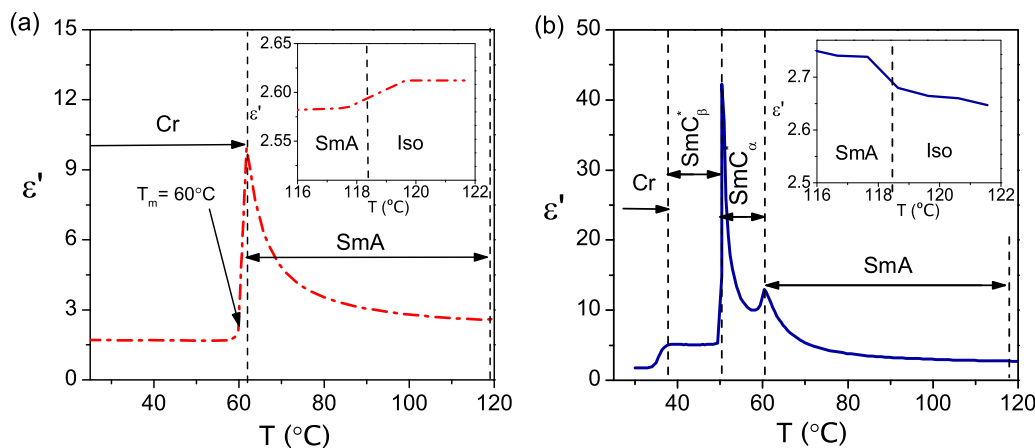 (a)
15
12
9
6
3
0
ε'
Cr
T_m = 60°C
SmA
40
60
80
100
120
T (°C)
2.65
2.60
2.55
ε'
SmA
Iso
116
118
120
122
T (°C)
(b)
50
40
30
20
10
0
ε'
Cr
SmC*_β
SmC_α
SmA
40
60
80
100
120
T (°C)
2.7
2.6
2.5
ε'
SmA
Iso
116
118
120
122
T (°C)